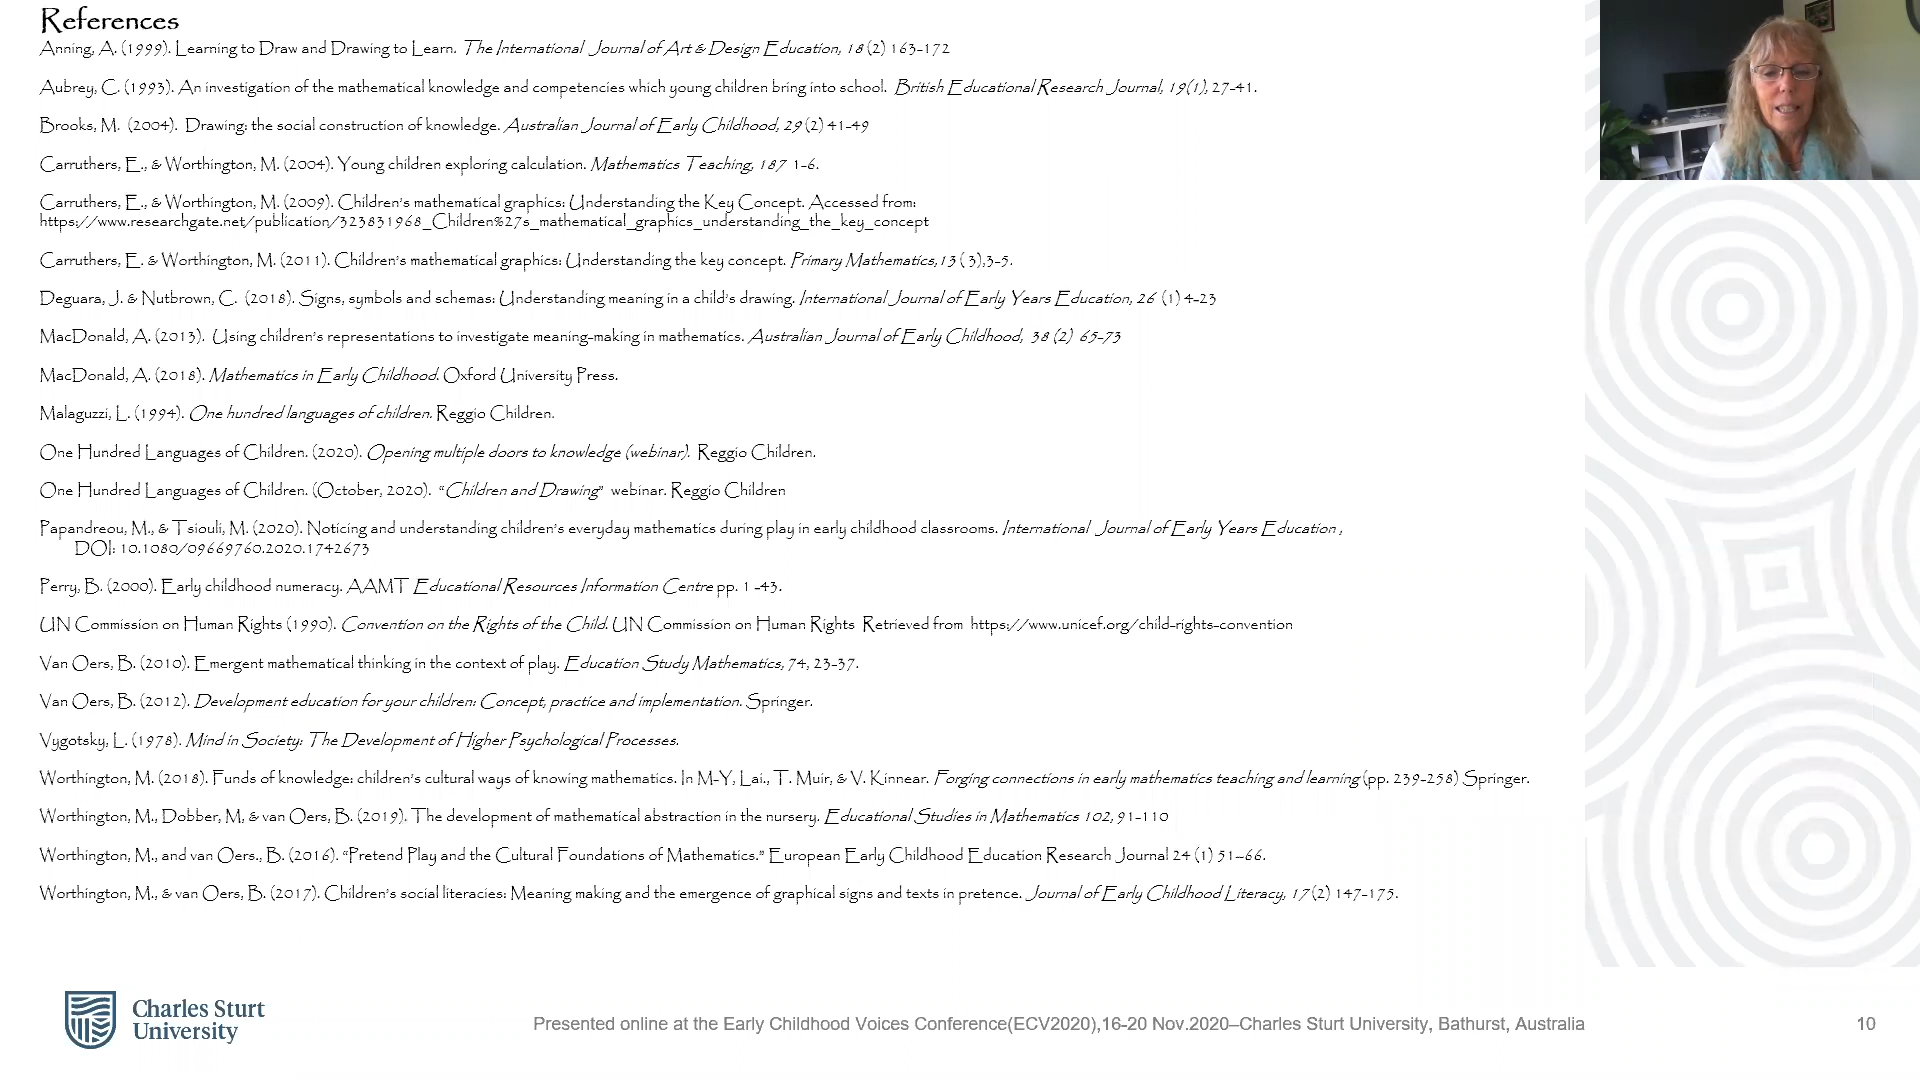 References
Anning, A. (1999). Learning to Draw and Drawing to Learn. The International Journal of Art & Design Education, 18 (2) 163-172
Aubrey, C. (1993). An investigation of the mathematical knowledge and competencies which young children bring into school. British Educational Research Journal, 19(1), 27-41.
Brooks, M. (2004). Drawing: the social construction of knowledge. Australian Journal of Early Childhood, 29 (2) 41-49
Carruthers, E., & Worthington, M. (2004). Young children exploring calculation. Mathematics Teaching, 187 1-6.
Carruthers, E., & Worthington, M. (2009). Children's mathematical graphics: Understanding the Key Concept. Accessed from:
https://www.researchgate.net/publication/323831968_Children%27s_mathematical_graphics_understanding_the_key_concept
Carruthers, E. & Worthington, M. (2011). Children's mathematical graphics: Understanding the key concept. Primary Mathematics, 13 ( 3),3-5.
Deguara, J. & Nutbrown, C. (2018). Signs, symbols and schemas: Understanding meaning in a child's drawing. International Journal of Early Years Education, 26 (1) 4-23
MacDonald, A. (2013). Using children's representations to investigate meaning-making in mathematics. Australian Journal of Early Childhood, 38 (2) 65-73
MacDonald, A. (2018). Mathematics in Early Childhood. Oxford University Press.
Malaguzzi, L. (1994). One hundred languages of children. Reggio Children.
One Hundred Languages of Children. (2020). Opening multiple doors to knowledge (webinar). Reggio Children.
One Hundred Languages of Children. (October, 2020). "Children and Drawing" webinar. Reggio Children
Papandreou, M., & Tsiouli, M. (2020). Noticing and understanding children's everyday mathematics during play in early childhood classrooms. International Journal of Early Years Education ,
DOI: 10.1080/09669760.2020.1742673
Perry, B. (2000). Early childhood numeracy. AAMT Educational Resources Information Centre pp. 1 -43.
UN Commission on Human Rights (1990). Convention on the Rights of the Child. UN Commission on Human Rights Retrieved from https://www.unicef.org/child-rights-convention
Van Oers, B. (2010). Emergent mathematical thinking in the context of play. Education Study Mathematics, 74, 23-37.
Van Oers, B. (2012). Development education for your children: Concept, practice and implementation. Springer.
Vygotsky, L. (1978). Mind in Society: The Development of Higher Psychological Processes.
Worthington, M. (2018). Funds of knowledge: children's cultural ways of knowing mathematics. In M-Y, Lai., T. Muir, & V. Kinnear. Forging connections in early mathematics teaching and learning (pp. 239-258) Springer.
Worthington, M., Dobber, M, & van Oers, B. (2019). The development of mathematical abstraction in the nursery. Educational Studies in Mathematics 102, 91-110
Worthington, M., and van Oers., B. (2016). "Pretend Play and the Cultural Foundations of Mathematics." European Early Childhood Education Research Journal 24 (1) 51–66.
Worthington, M., & van Oers, B. (2017). Children's social literacies: Meaning making and the emergence of graphical signs and texts in pretence. Journal of Early Childhood Literacy, 17 (2) 147-175.
Charles Sturt
University
Presented online at the Early Childhood Voices Conference(ECV2020),16-20 Nov.2020–Charles Sturt University, Bathurst, Australia
10